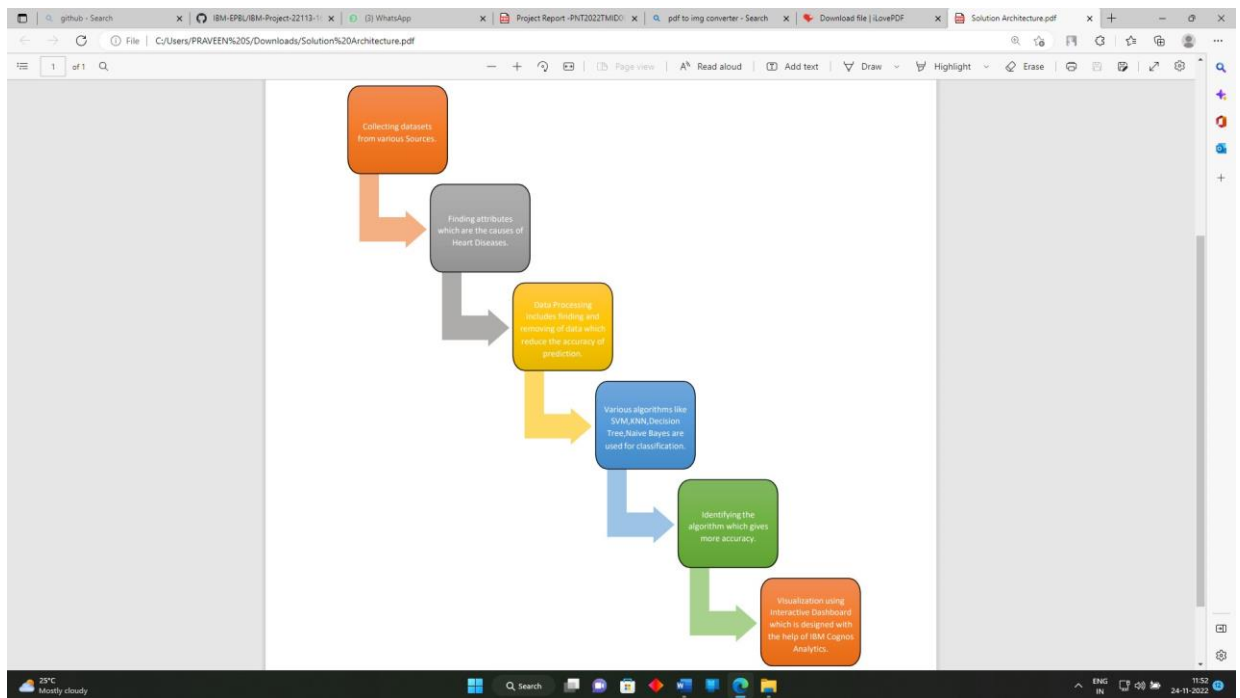 github - Search
IBM-EPBL/IBM-Project-22113-1
(3) WhatsApp
Project Report -PNT2022TMID0
pdf to img converter - Search
Download file | iLovePDF
Solution Architecture.pdf
File
C:/Users/PRAVEEN%20S/Downloads/Solution%20Architecture.pdf
1 of 1
Page view
Read aloud
Add text
Draw
Highlight
Erase
Collecting datasets
from various Sources.
Finding attributes
which are the causes of
Heart Diseases.
Data Processing
includes finding and
removing of data which
reduce the accuracy of
prediction.
Various algorithms like
SVM,KNN,Decision
Tree,Naive Bayes are
used for classification.
Identifying the
algorithm which gives
more accuracy.
Visualization using
Interactive Dashboard
which is designed with
the help of IBM Cognos
Analytics.
25°C
Mostly cloudy
Search
ENG
IN
11:52
24-11-2022